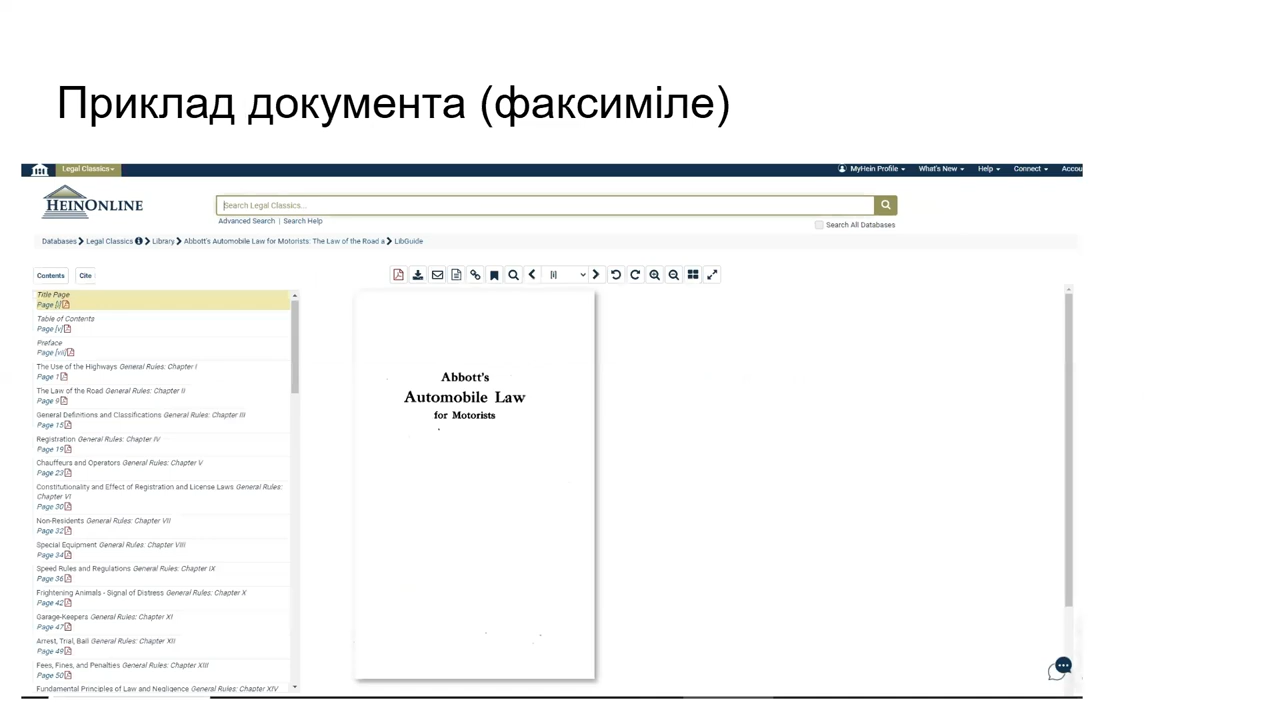 Приклад документа (факсиміле)
Legal Classics
MyHein Profile
What's New
Help
Connect
Accou
HEINONLINE
Search Legal Classics...
Advanced Search | Search Help
Search All Databases
Databases
Legal Classics
Library
Abbott's Automobile Law for Motorists: The Law of the Road a
LibGuide
Contents
Cite
[i]
Title Page
Page [i]
Table of Contents
Page [v]
Preface
Page [vii]
The Use of the Highways General Rules: Chapter I
Page 1
The Law of the Road General Rules: Chapter II
Page 9
General Definitions and Classifications General Rules: Chapter III
Page 15
Registration General Rules: Chapter IV
Page 19
Chauffeurs and Operators General Rules: Chapter V
Page 23
Constitutionality and Effect of Registration and License Laws General Rules:
Chapter VI
Page 30
Non-Residents General Rules: Chapter VII
Page 32
Special Equipment General Rules: Chapter VIII
Page 34
Speed Rules and Regulations General Rules: Chapter IX
Page 36
Frightening Animals - Signal of Distress General Rules: Chapter X
Page 42
Garage-Keepers General Rules: Chapter XI
Page 47
Arrest, Trial, Bail General Rules: Chapter XII
Page 49
Fees, Fines, and Penalties General Rules: Chapter XIII
Page 50
Fundamental Principles of Law and Negligence General Rules: Chapter XIV
Abbott's
Automobile Law
for Motorists